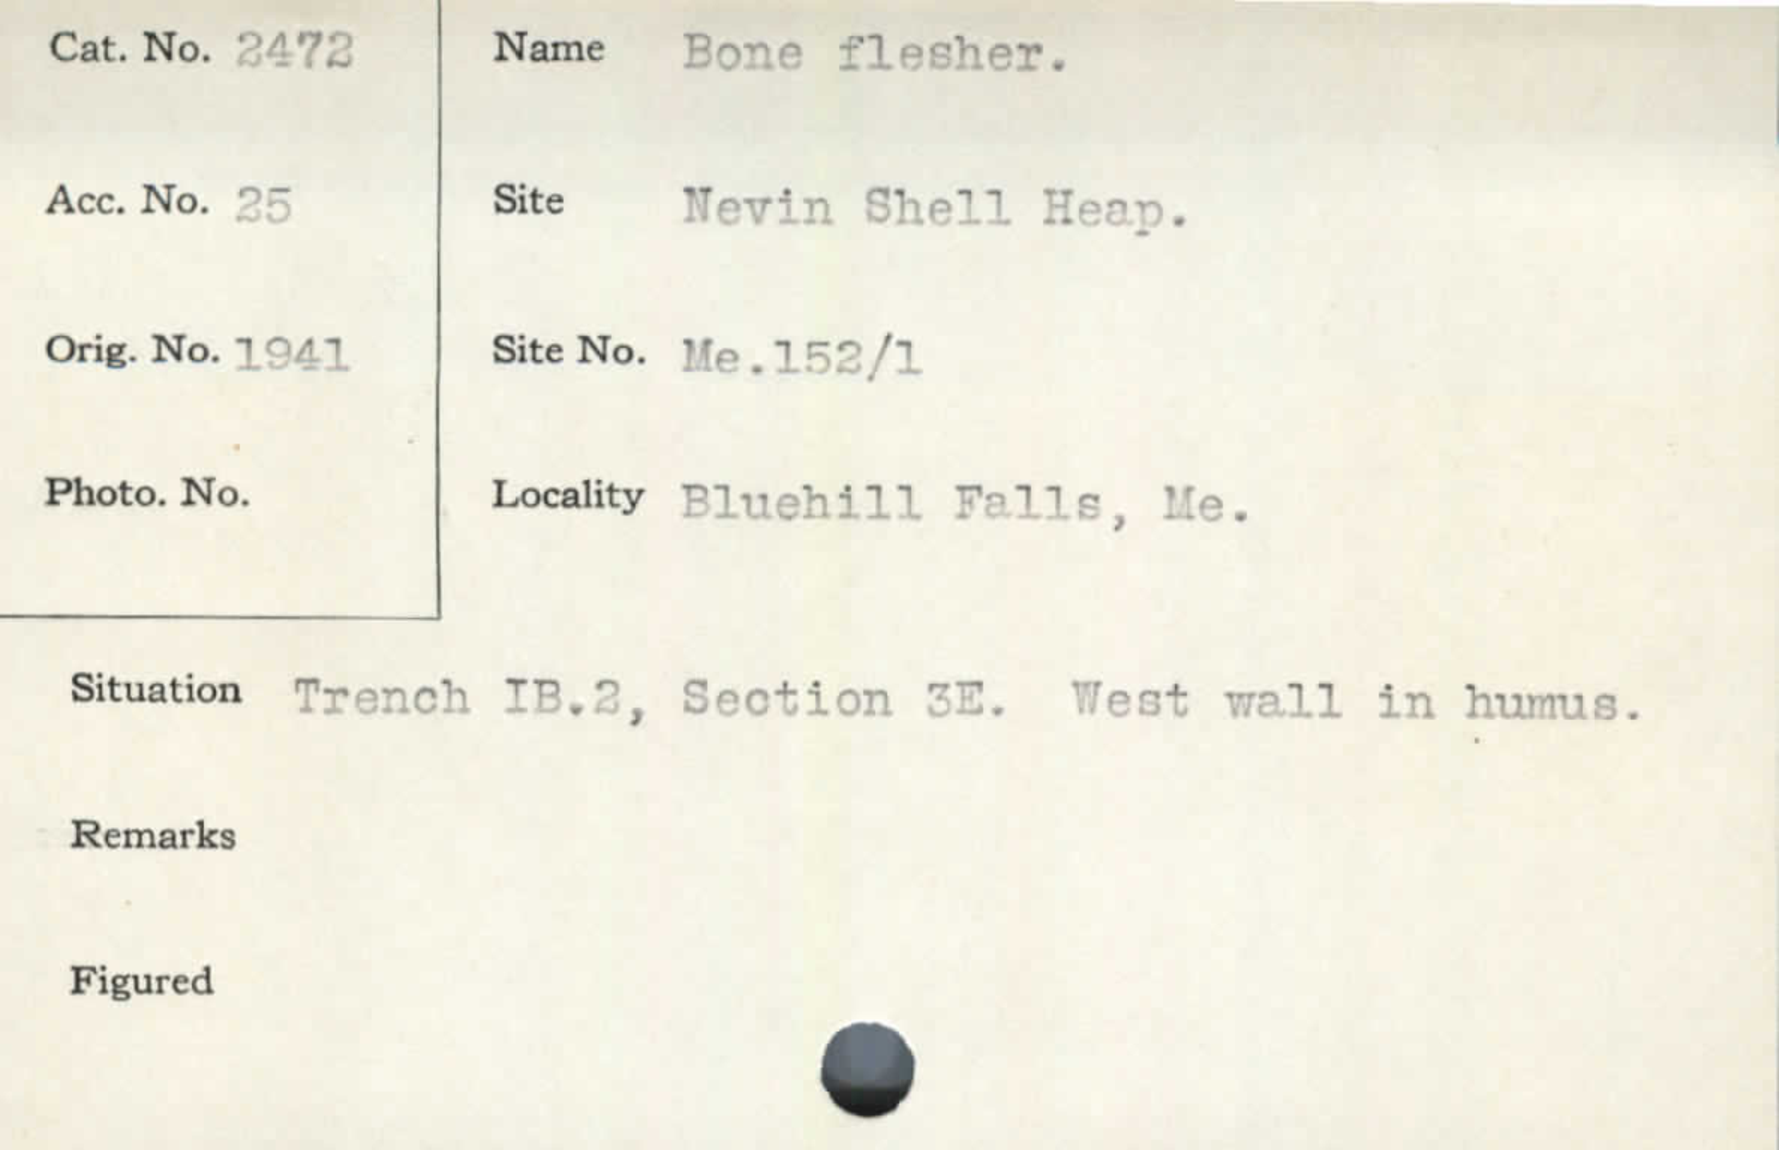 Cat. No. 2472
Name Bone flesher.
Acc. No. 25
Site Nevin Shell Heap.
Orig. No. 1941
Site No. Me.152/1
Photo. No.
Locality Bluehill Falls, Me.
Situation Trench IB.2, Section 3E. West wall in humus.
Remarks
Figured